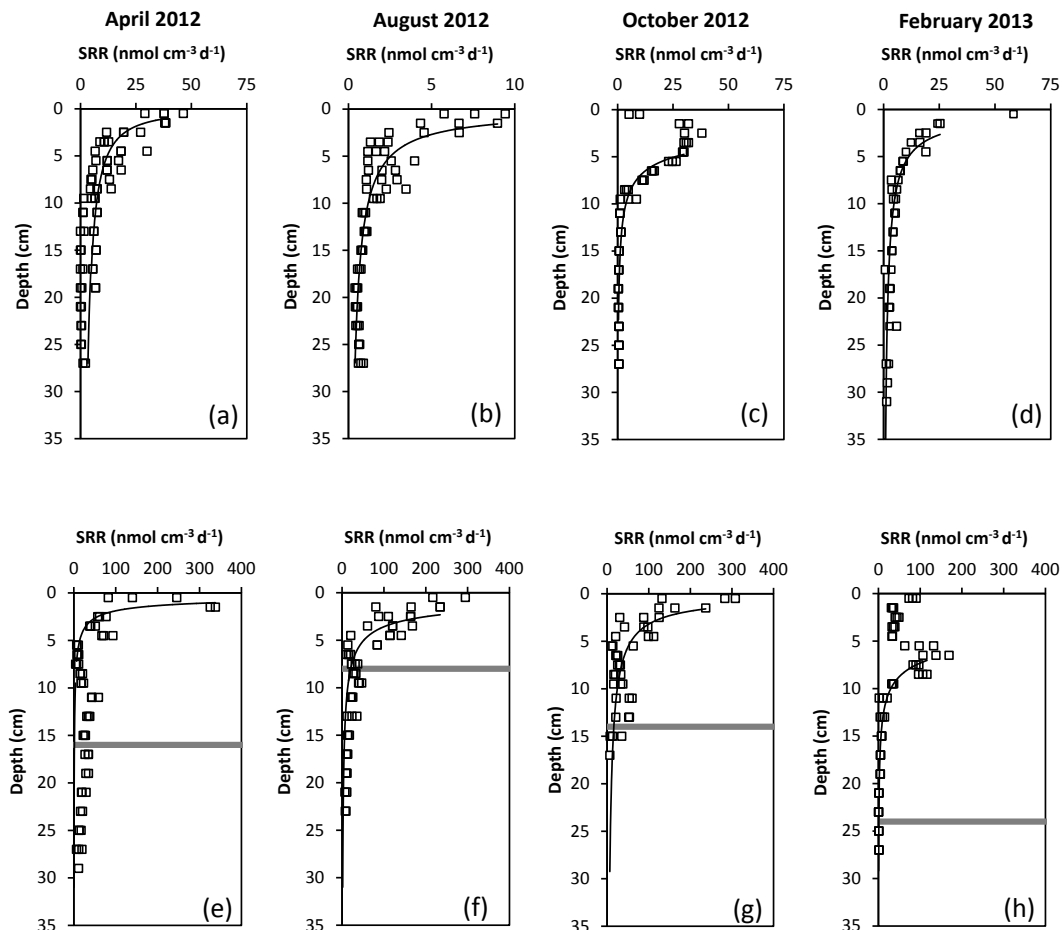 April 2012 August 2012 October 2012 February 2013
SRR (nmol cm⁻³ d⁻¹) SRR (nmol cm⁻³ d⁻¹) SRR (nmol cm⁻³ d⁻¹) SRR (nmol cm⁻³ d⁻¹)
0 25 50 75 0 5 10 0 25 50 75 0 25 50 75
0 0 0 0
5 5 5 5
10 10 10 10
15 15 15 15
Depth (cm) Depth (cm) Depth (cm) Depth (cm)
20 20 20 20
25 25 25 25
30 30 30 30
(a) (b) (c) (d)
35 35 35 35
SRR (nmol cm⁻³ d⁻¹) SRR (nmol cm⁻³ d⁻¹) SRR (nmol cm⁻³ d⁻¹) SRR (nmol cm⁻³ d⁻¹)
0 100 200 300 400 0 100 200 300 400 0 100 200 300 400 0 100 200 300 400
0 0 0 0
5 5 5 5
10 10 10 10
15 15 15 15
Depth (cm) Depth (cm) Depth (cm) Depth (cm)
20 20 20 20
25 25 25 25
30 30 30 30
(e) (f) (g) (h)
35 35 35 35